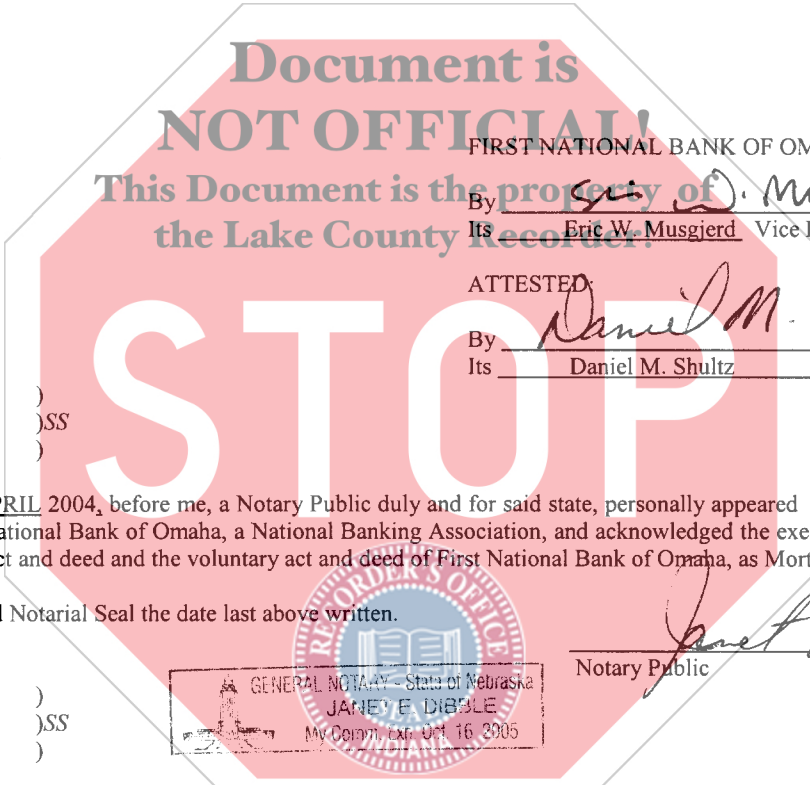 Document is
NOT OFFICIAL!
This Document is the property of
the Lake County Recorder!
STOP
FIRST NATIONAL BANK OF OM
By
Its Eric W. Musgjerd Vice
ATTESTED:
By Daniel M.
Its Daniel M. Shultz
)
)SS
)
PRIL 2004, before me, a Notary Public duly and for said state, personally appeared
ational Bank of Omaha, a National Banking Association, and acknowledged the exe
ct and deed and the voluntary act and deed of First National Bank of Omaha, as Mort
Notarial Seal the date last above written.
Janet
Notary Public
RECORDER'S OFFICE
INDIANA
GENERAL NOTARY - State of Nebraska
JANET E. DIBBLE
My Comm. Exp. Oct. 16, 2005
)
)SS
)